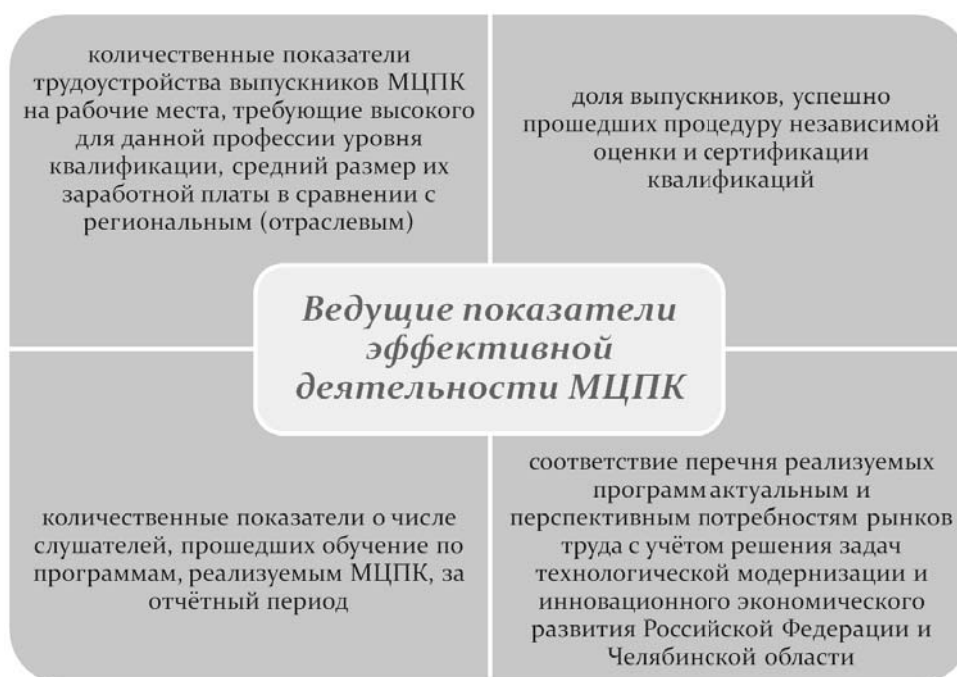 количественные показатели
трудоустройства выпускников МЦПК
на рабочие места, требующие высокого
для данной профессии уровня
квалификации, средний размер их
заработной платы в сравнении с
региональным (отраслевым)
доля выпускников, успешно
прошедших процедуру независимой
оценки и сертификации
квалификаций
Ведущие показатели
эффективной
деятельности МЦПК
количественные показатели о числе
слушателей, прошедших обучение по
программам, реализуемым МЦПК, за
отчётный период
соответствие перечня реализуемых
программ актуальным и
перспективным потребностям рынков
труда с учётом решения задач
технологической модернизации и
инновационного экономического
развития Российской Федерации и
Челябинской области